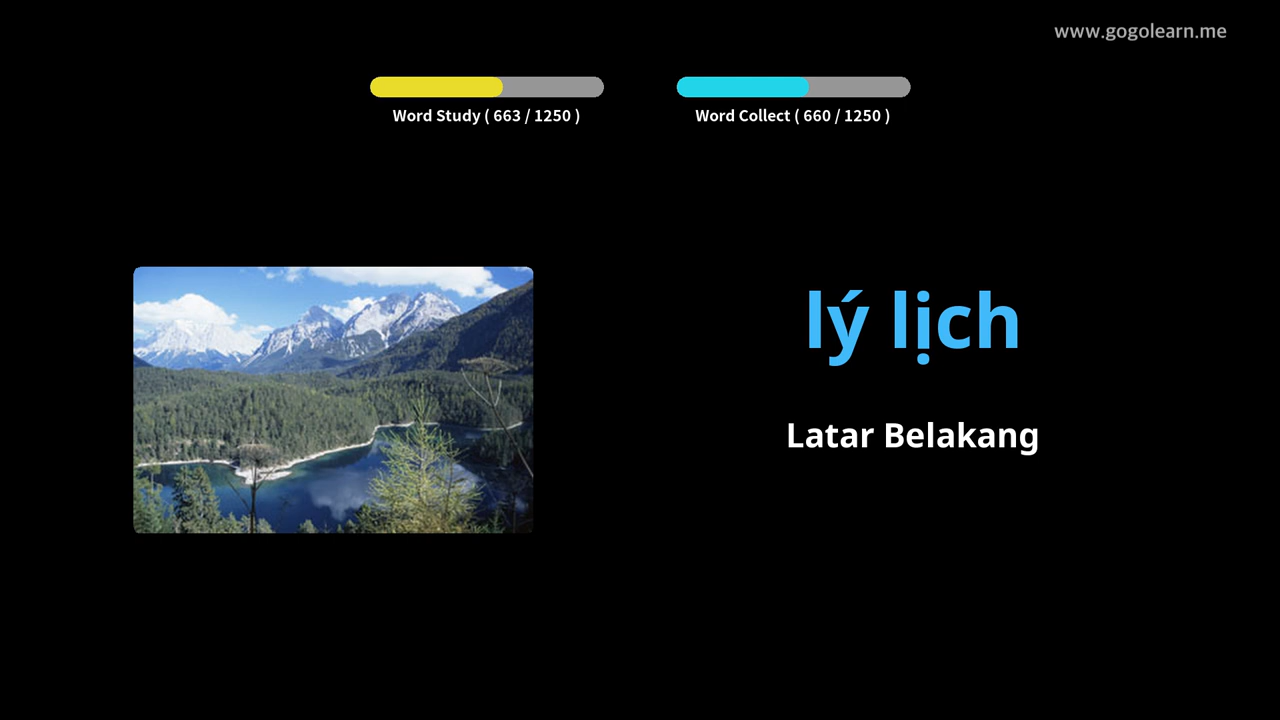 www.gogolearn.me
Word Study ( 663 / 1250 )
Word Collect ( 660 / 1250 )
lý lịch
Latar Belakang